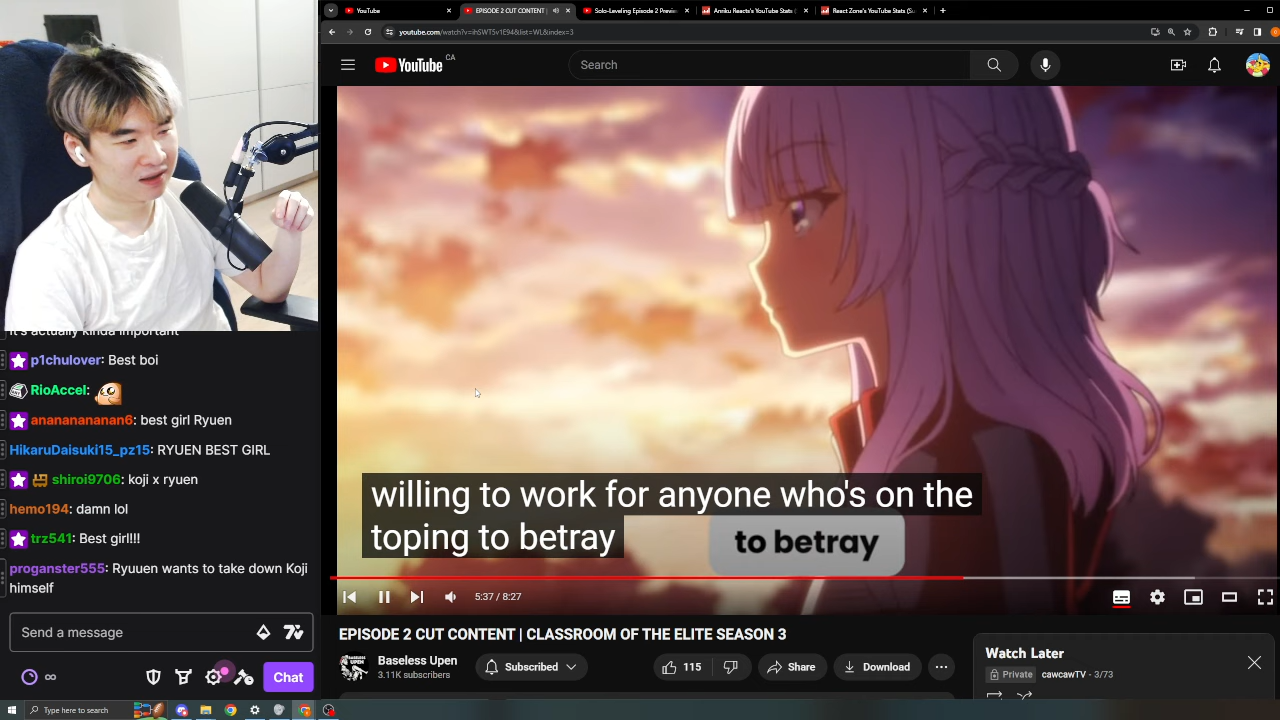 YouTube
EPISODE 2 CUT CONTENT |
Solo-Leveling Episode 2 Preview
Anriku Reacts's YouTube Stats (
React Zone's YouTube Stats (Su
youtube.com/watch?v=ihSWT5v1E94&list=WL&index=3
YouTube CA
Search
willing to work for anyone who's on the
toping to betray
to betray
5:37 / 8:27
EPISODE 2 CUT CONTENT | CLASSROOM OF THE ELITE SEASON 3
BASELESS UPEN
Baseless Upen
3.11K subscribers
Subscribed
115
Share
Download
Watch Later
Private cawcawTV - 3/73
it's actually kinda important
p1chulover: Best boi
RioAccel:
anananananan6: best girl Ryuen
HikaruDaisuki15_pz15: RYUEN BEST GIRL
shiroi9706: koji x ryuen
hemo194: damn lol
trz541: Best girl!!!!
proganster555: Ryuuen wants to take down Koji
himself
Send a message
∞
Chat
Type here to search